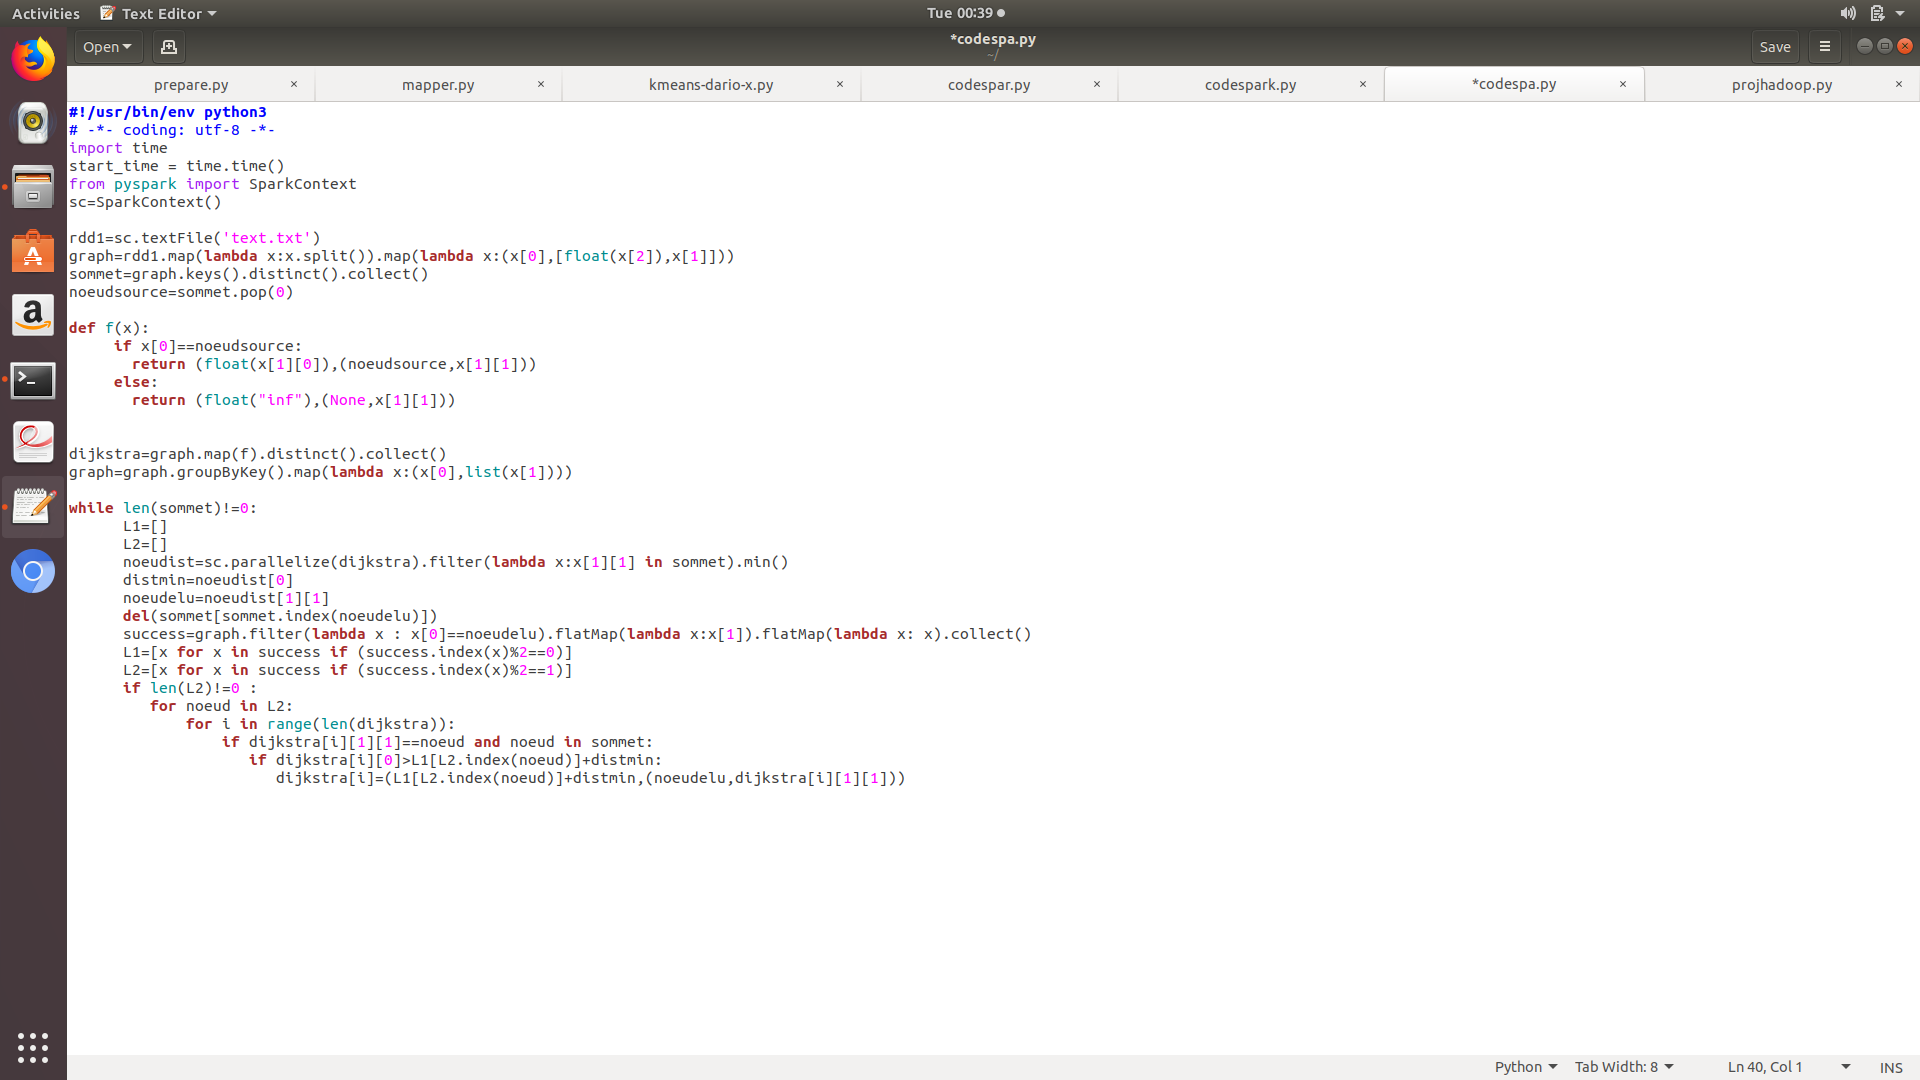 Activities Text Editor Tue 00:39
Open *codespa.py Save
~/
prepare.py × mapper.py × kmeans-dario-x.py × codespar.py × codespark.py × *codespa.py × projhadoop.py ×
#!/usr/bin/env python3
# -*- coding: utf-8 -*-
import time
start_time = time.time()
from pyspark import SparkContext
sc=SparkContext()

rdd1=sc.textFile('text.txt')
graph=rdd1.map(lambda x:x.split()).map(lambda x:(x[0],[float(x[2]),x[1]]))
sommet=graph.keys().distinct().collect()
noeudsource=sommet.pop(0)

def f(x):
     if x[0]==noeudsource:
       return (float(x[1][0]),(noeudsource,x[1][1]))
     else:
       return (float("inf"),(None,x[1][1]))

dijkstra=graph.map(f).distinct().collect()
graph=graph.groupByKey().map(lambda x:(x[0],list(x[1])))

while len(sommet)!=0:
      L1=[]
      L2=[]
      noeudist=sc.parallelize(dijkstra).filter(lambda x:x[1][1] in sommet).min()
      distmin=noeudist[0]
      noeudelu=noeudist[1][1]
      del(sommet[sommet.index(noeudelu)])
      success=graph.filter(lambda x : x[0]==noeudelu).flatMap(lambda x:x[1]).flatMap(lambda x: x).collect()
      L1=[x for x in success if (success.index(x)%2==0)]
      L2=[x for x in success if (success.index(x)%2==1)]
      if len(L2)!=0 :
         for noeud in L2:
             for i in range(len(dijkstra)):
                 if dijkstra[i][1][1]==noeud and noeud in sommet:
                    if dijkstra[i][0]>L1[L2.index(noeud)]+distmin:
                       dijkstra[i]=(L1[L2.index(noeud)]+distmin,(noeudelu,dijkstra[i][1][1]))
Python Tab Width: 8 Ln 40, Col 1 INS